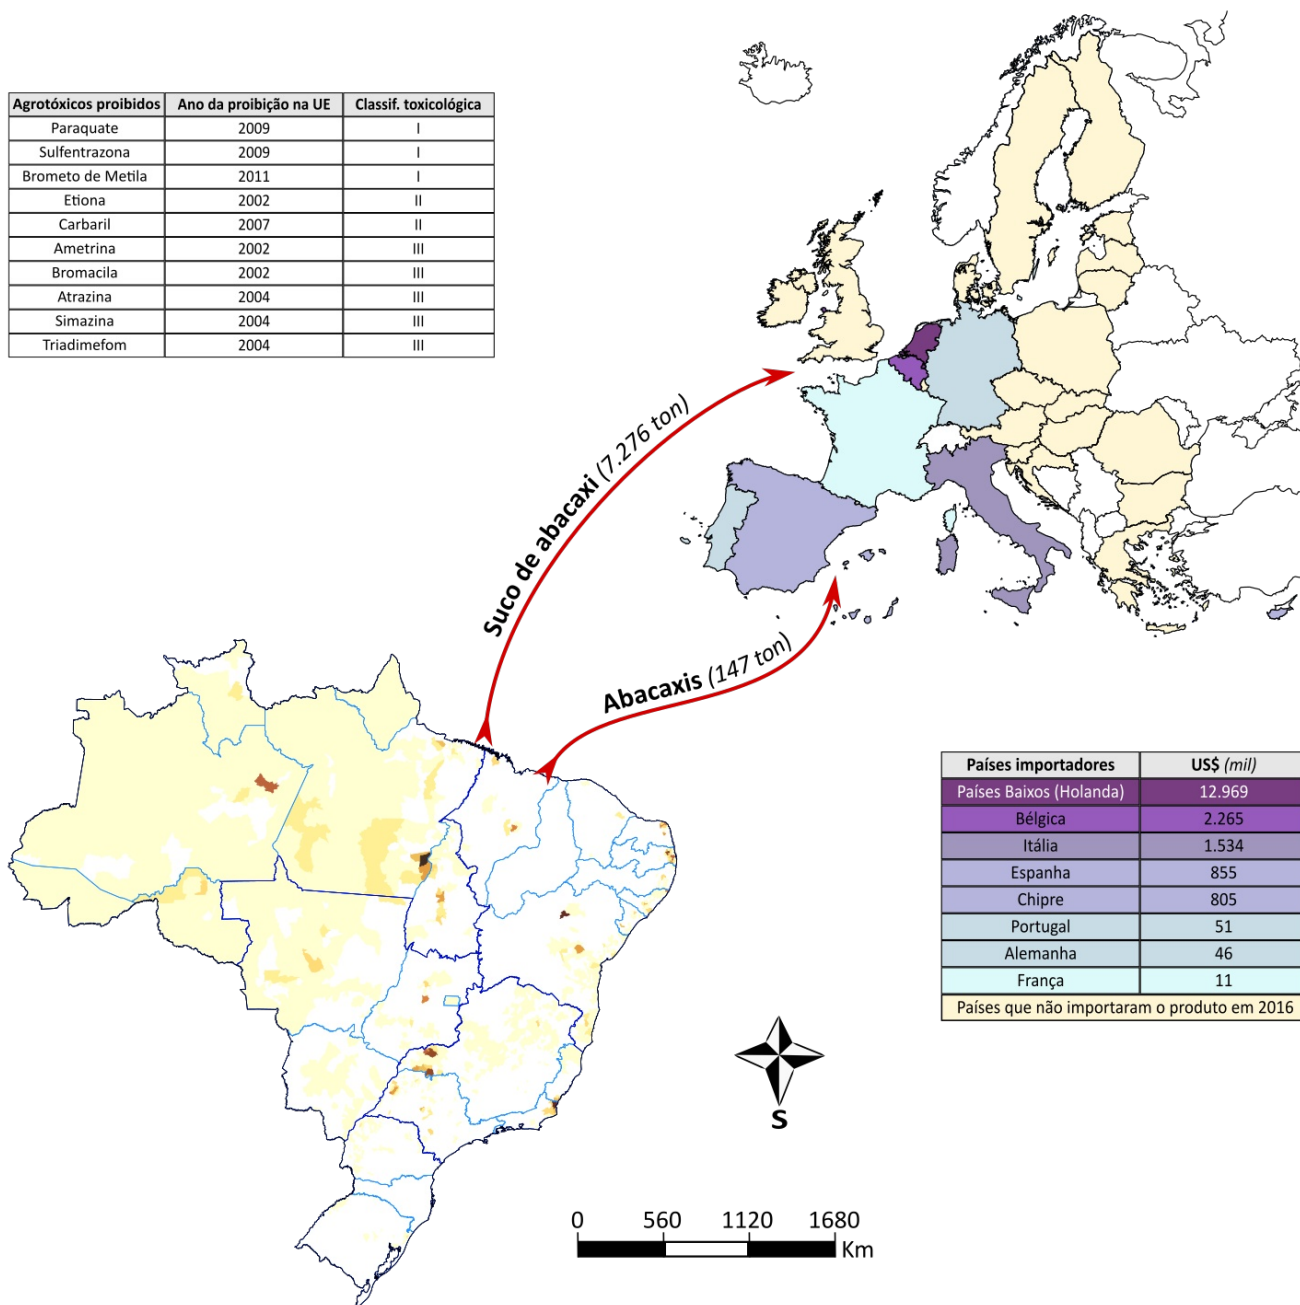 Agrotóxicos proibidos Ano da proibição na UE Classif. toxicológica
Paraquate 2009 I
Sulfentrazona 2009 I
Brometo de Metila 2011 I
Etiona 2002 II
Carbaril 2007 II
Ametrina 2002 III
Bromacila 2002 III
Atrazina 2004 III
Simazina 2004 III
Triadimefom 2004 III
Suco de abacaxi (7.276 ton)
Abacaxis (147 ton)
Países importadores US$ (mil)
Países Baixos (Holanda) 12.969
Bélgica 2.265
Itália 1.534
Espanha 855
Chipre 805
Portugal 51
Alemanha 46
França 11
Países que não importaram o produto em 2016
S
0 560 1120 1680
Km